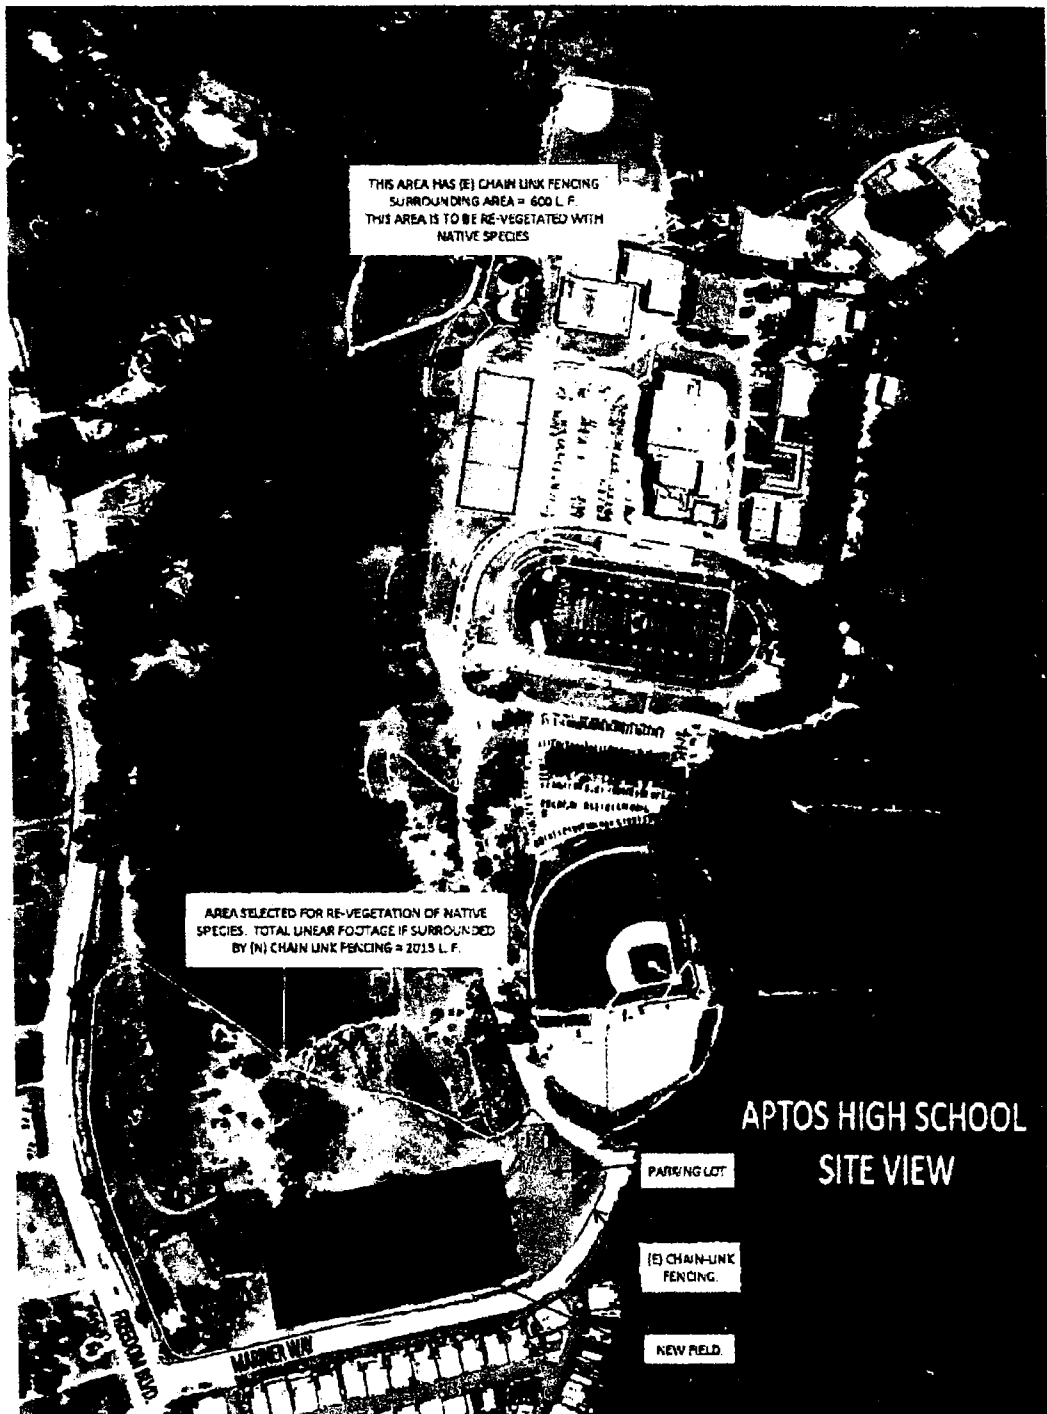 THIS AREA HAS (E) CHAIN LINK FENCING
SURROUNDING AREA = 600 L.F.
THIS AREA IS TO BE RE-VEGETATED WITH
NATIVE SPECIES
AREA SELECTED FOR RE-VEGETATION OF NATIVE
SPECIES. TOTAL LINEAR FOOTAGE IF SURROUNDED
BY (N) CHAIN LINK FENCING = 2015 L.F.
APTOS HIGH SCHOOL
SITE VIEW
PARKING LOT
(E) CHAIN-LINK
FENCING.
NEW FIELD.
FREEDOM BLVD.
MARINER WAY